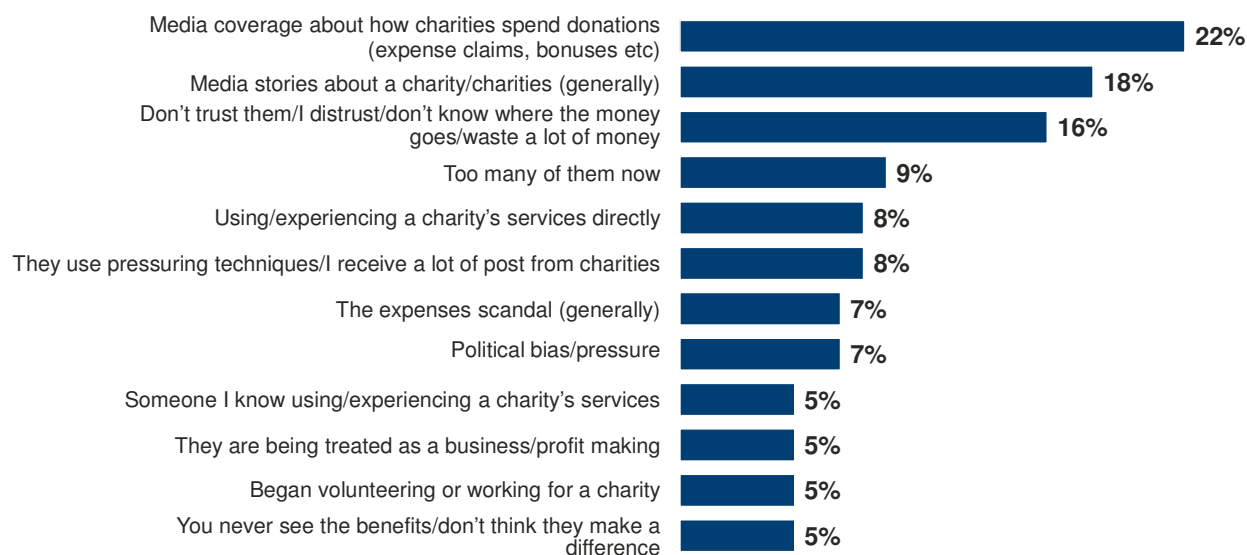 Media coverage about how charities spend donations
(expense claims, bonuses etc)
22%
Media stories about a charity/charities (generally)
18%
Don’t trust them/I distrust/don’t know where the money
goes/waste a lot of money
16%
Too many of them now
9%
Using/experiencing a charity’s services directly
8%
They use pressuring techniques/I receive a lot of post from charities
8%
The expenses scandal (generally)
7%
Political bias/pressure
7%
Someone I know using/experiencing a charity’s services
5%
They are being treated as a business/profit making
5%
Began volunteering or working for a charity
5%
You never see the benefits/don’t think they make a
difference
5%